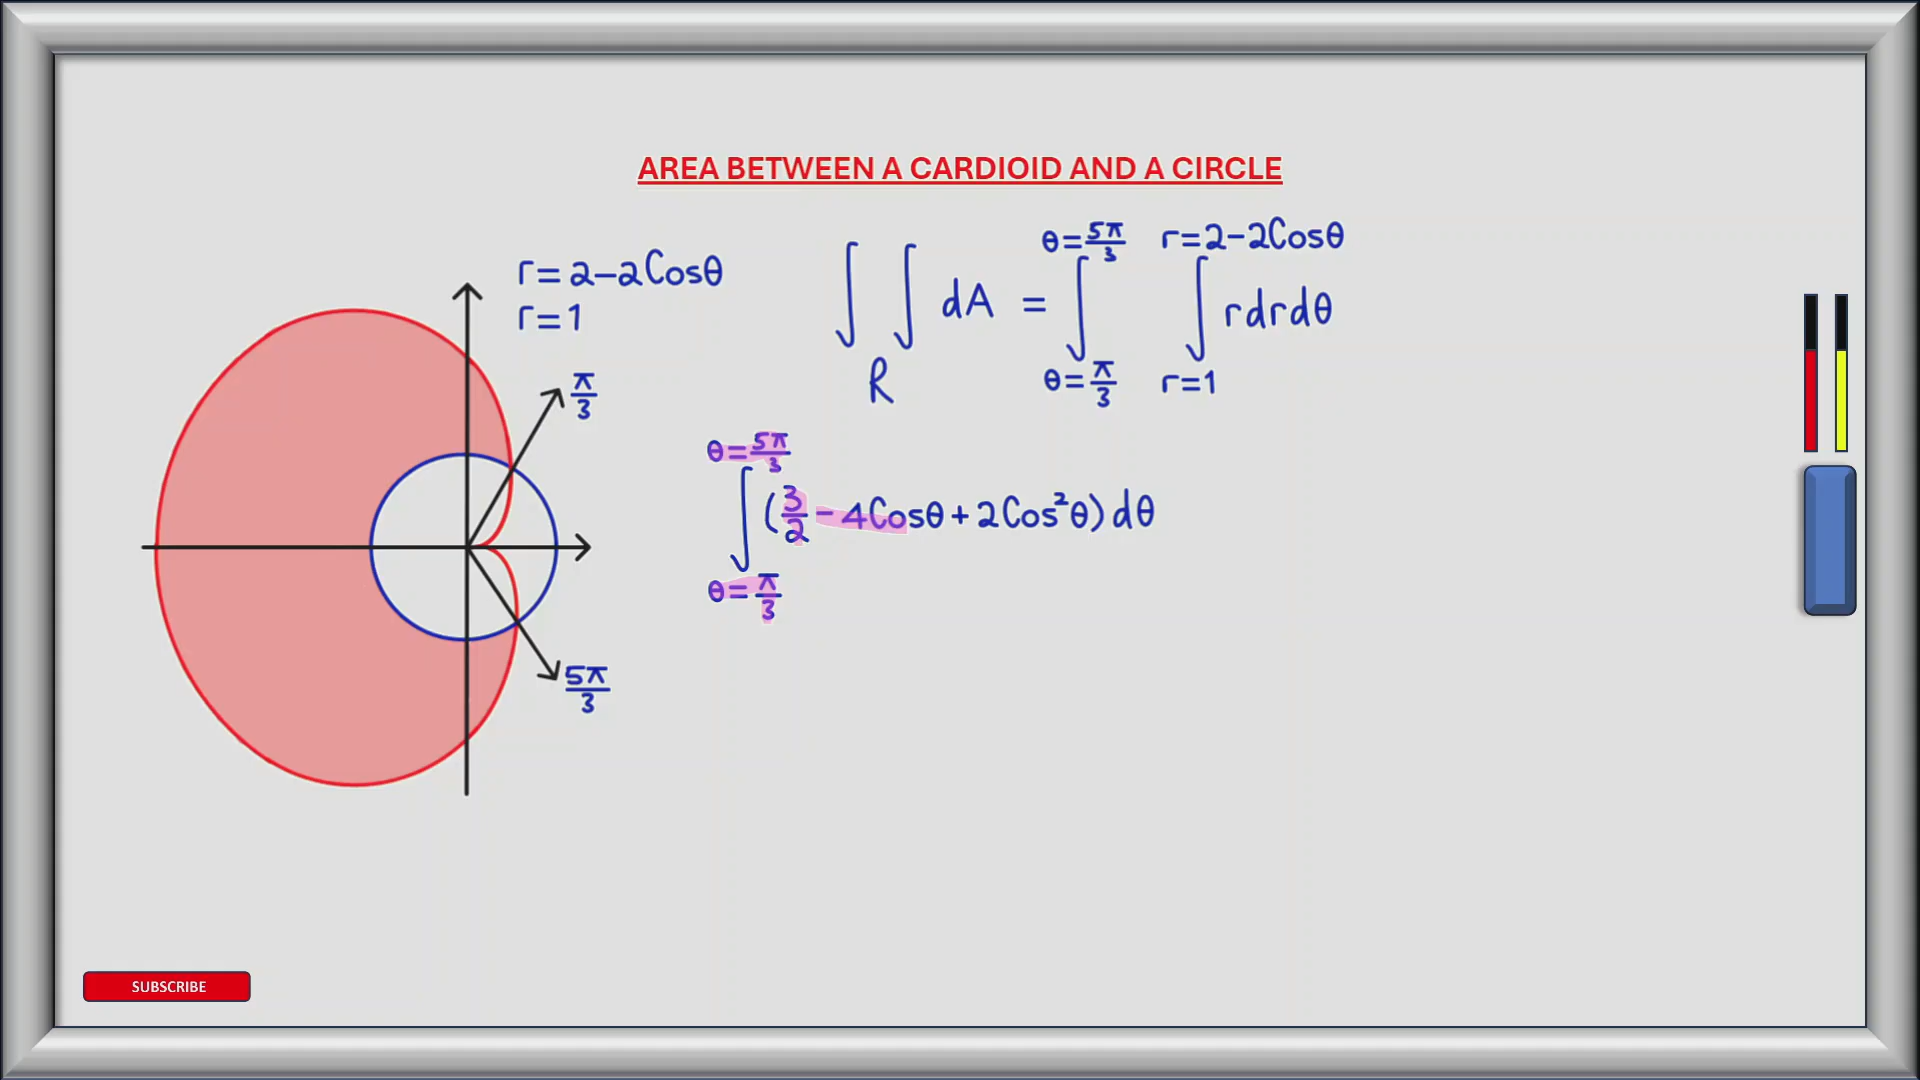 AREA BETWEEN A CARDIOID AND A CIRCLE
r=2-2Cosθ
r=1
π/3
5π/3
∫∫ dA = ∫ ∫ rdrdθ
R
θ=5π/3 r=2-2Cosθ
θ=π/3 r=1
θ=5π/3
∫(3/2 - 4Cosθ + 2Cos²θ) dθ
θ=π/3
SUBSCRIBE